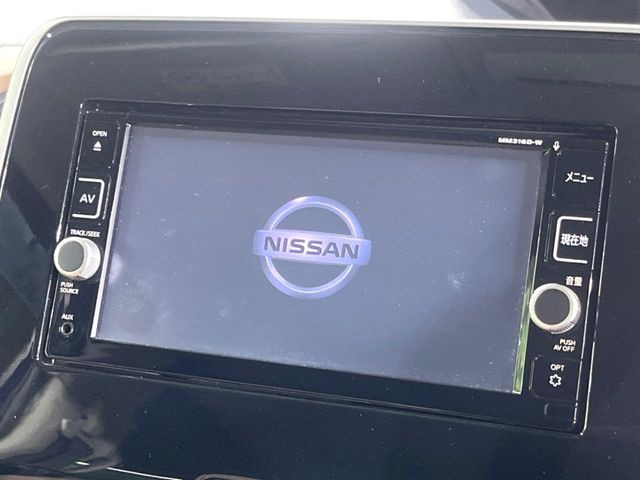 MM316D-W
OPEN
AV
TRACK/SEEK
PUSH
SOURCE
AUX
NISSAN
メニュー
現在地
音量
PUSH
AV OFF
OPT